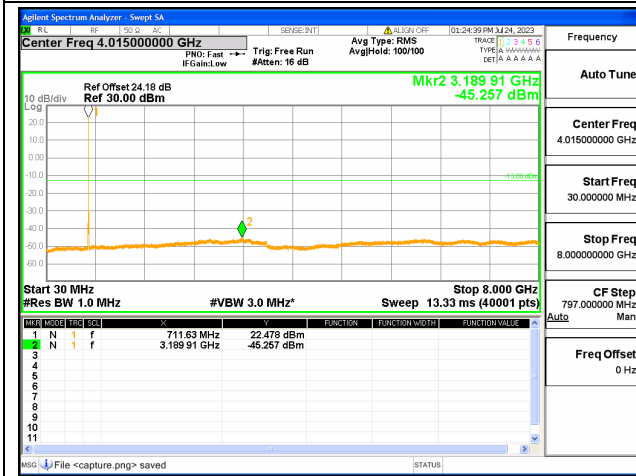 Agilent Spectrum Analyzer - Swept SA
RL RF 50 Ω AC SENSE:INT ALIGN OFF 01:24:39 PM Jul 24, 2023
Center Freq 4.015000000 GHz
PNO: Fast
IFGain:Low
Trig: Free Run
#Atten: 16 dB
Avg Type: RMS
Avg|Hold: 100/100
TRACE 1 2 3 4 5 6
TYPE A
DET A A A A A A
Ref Offset 24.18 dB
Ref 30.00 dBm
10 dB/div
Log
Mkr2 3.189 91 GHz
-45.257 dBm
1
20.0
10.0
0.00
-10.0
-13.00 dBm
-20.0
-30.0
-40.0
2
-50.0
-60.0
Start 30 MHz
Stop 8.000 GHz
#Res BW 1.0 MHz
#VBW 3.0 MHz*
Sweep 13.33 ms (40001 pts)
MKR MODE TRC SCL X Y FUNCTION FUNCTION WIDTH FUNCTION VALUE
1 N 1 f 711.63 MHz 22.478 dBm
2 N 1 f 3.189 91 GHz -45.257 dBm
3
4
5
6
7
8
9
10
11
MSG File <capture.png> saved
STATUS
Frequency
Auto Tune
Center Freq
4.015000000 GHz
Start Freq
30.000000 MHz
Stop Freq
8.000000000 GHz
CF Step
797.000000 MHz
Auto Man
Freq Offset
0 Hz